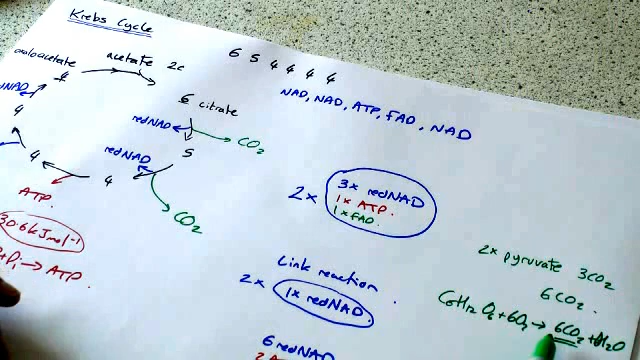 Krebs Cycle
oxaloacetate
acetate 2c
6 5 4 4 4 4
4
NAD, NAD, ATP, FAD, NAD
6 citrate
redNAD
CO2
5
redNAD
4
4
4
CO2
ATP
30.6kJmol-1
+Pi → ATP
2x
3x redNAD
1x ATP.
1x FAD.
Link reaction
2x
1x redNAD.
6 redNAD
2x pyruvate 3CO2
6CO2.
C6H12O6 + 6O2 → 6CO2 + 6H2O